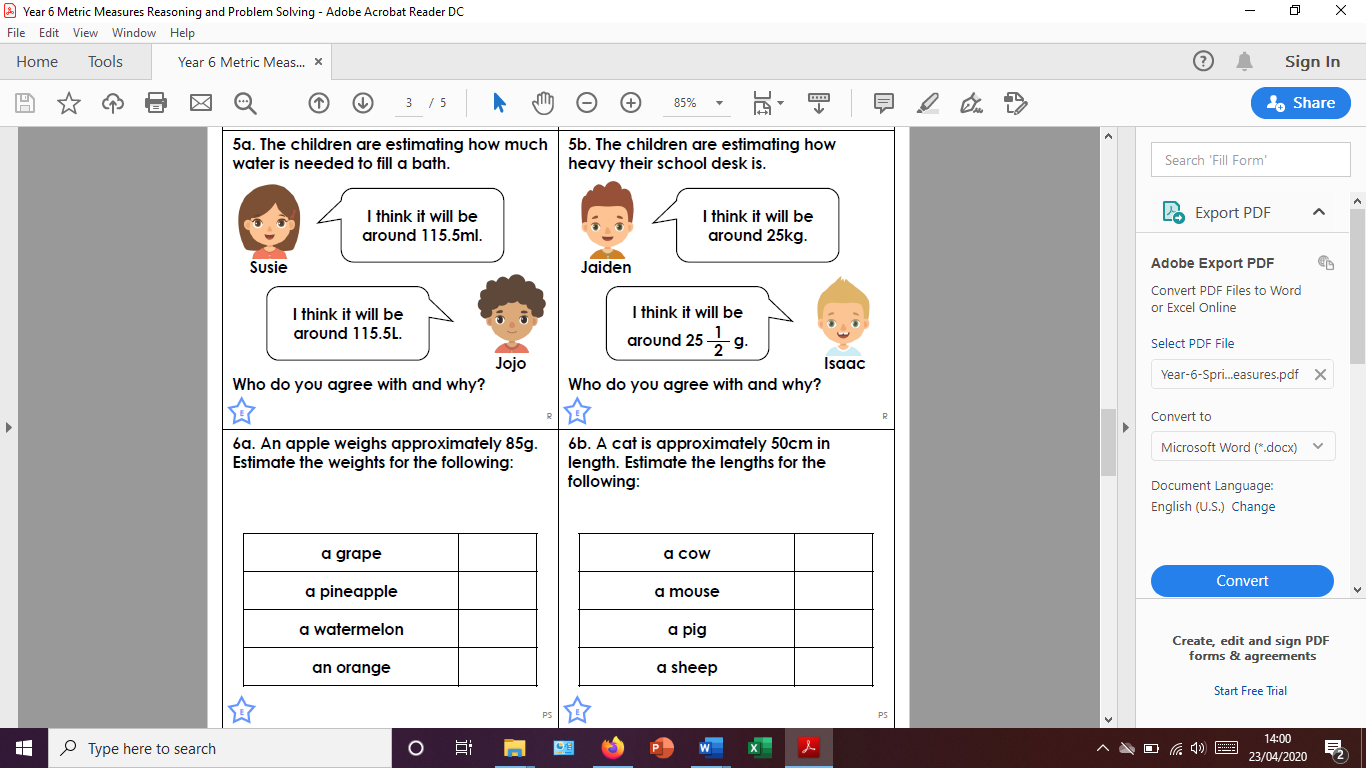 Year 6 Metric Measures Reasoning and Problem Solving - Adobe Acrobat Reader DC
File Edit View Window Help
Home Tools Year 6 Metric Meas... ×
? Sign In
3 / 5 85% Share
5a. The children are estimating how much
water is needed to fill a bath.
I think it will be
around 115.5ml.
Susie
I think it will be
around 115.5L.
Jojo
Who do you agree with and why?
E
R
5b. The children are estimating how
heavy their school desk is.
I think it will be
around 25kg.
Jaiden
I think it will be
around 25 1/2 g.
Isaac
Who do you agree with and why?
E
R
6a. An apple weighs approximately 85g.
Estimate the weights for the following:
a grape
a pineapple
a watermelon
an orange
E
PS
6b. A cat is approximately 50cm in
length. Estimate the lengths for the
following:
a cow
a mouse
a pig
a sheep
E
PS
Search 'Fill Form'
Export PDF
Adobe Export PDF
Convert PDF Files to Word
or Excel Online
Select PDF File
Year-6-Spri...easures.pdf
Convert to
Microsoft Word (*.docx)
Document Language:
English (U.S.) Change
Convert
Create, edit and sign PDF
forms & agreements
Start Free Trial
Type here to search
14:00
23/04/2020
2